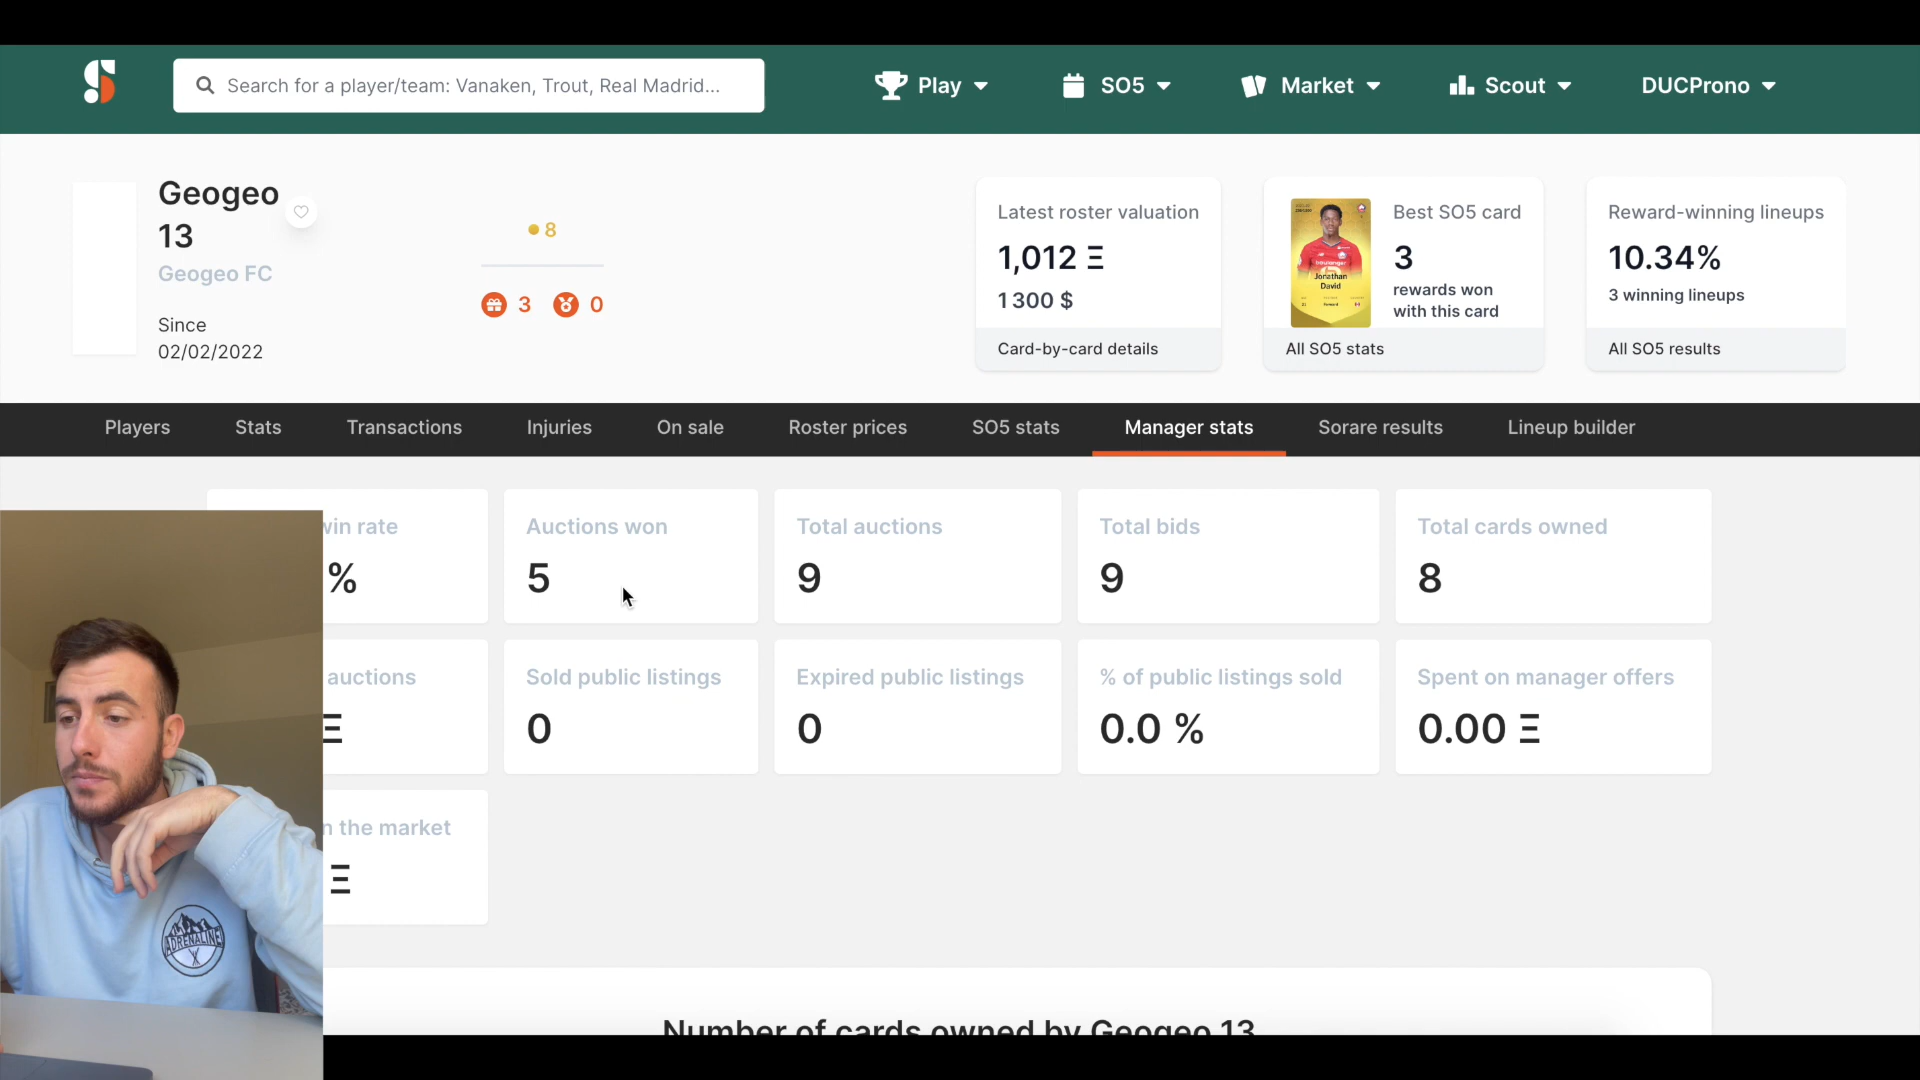 Search for a player/team: Vanaken, Trout, Real Madrid...
Play
SO5
Market
Scout
DUCProno
Geogeo
13
Geogeo FC
Since
02/02/2022
8
3
0
Latest roster valuation
1,012 Ξ
1 300 $
Card-by-card details
Jonathan
David
Best SO5 card
3
rewards won
with this card
All SO5 stats
Reward-winning lineups
10.34%
3 winning lineups
All SO5 results
Players
Stats
Transactions
Injuries
On sale
Roster prices
SO5 stats
Manager stats
Sorare results
Lineup builder
win rate
%
Auctions won
5
Total auctions
9
Total bids
9
Total cards owned
8
auctions
Ξ
Sold public listings
0
Expired public listings
0
% of public listings sold
0.0 %
Spent on manager offers
0.00 Ξ
n the market
Ξ
ADRENALINE
Number of cards owned by Geogeo 13